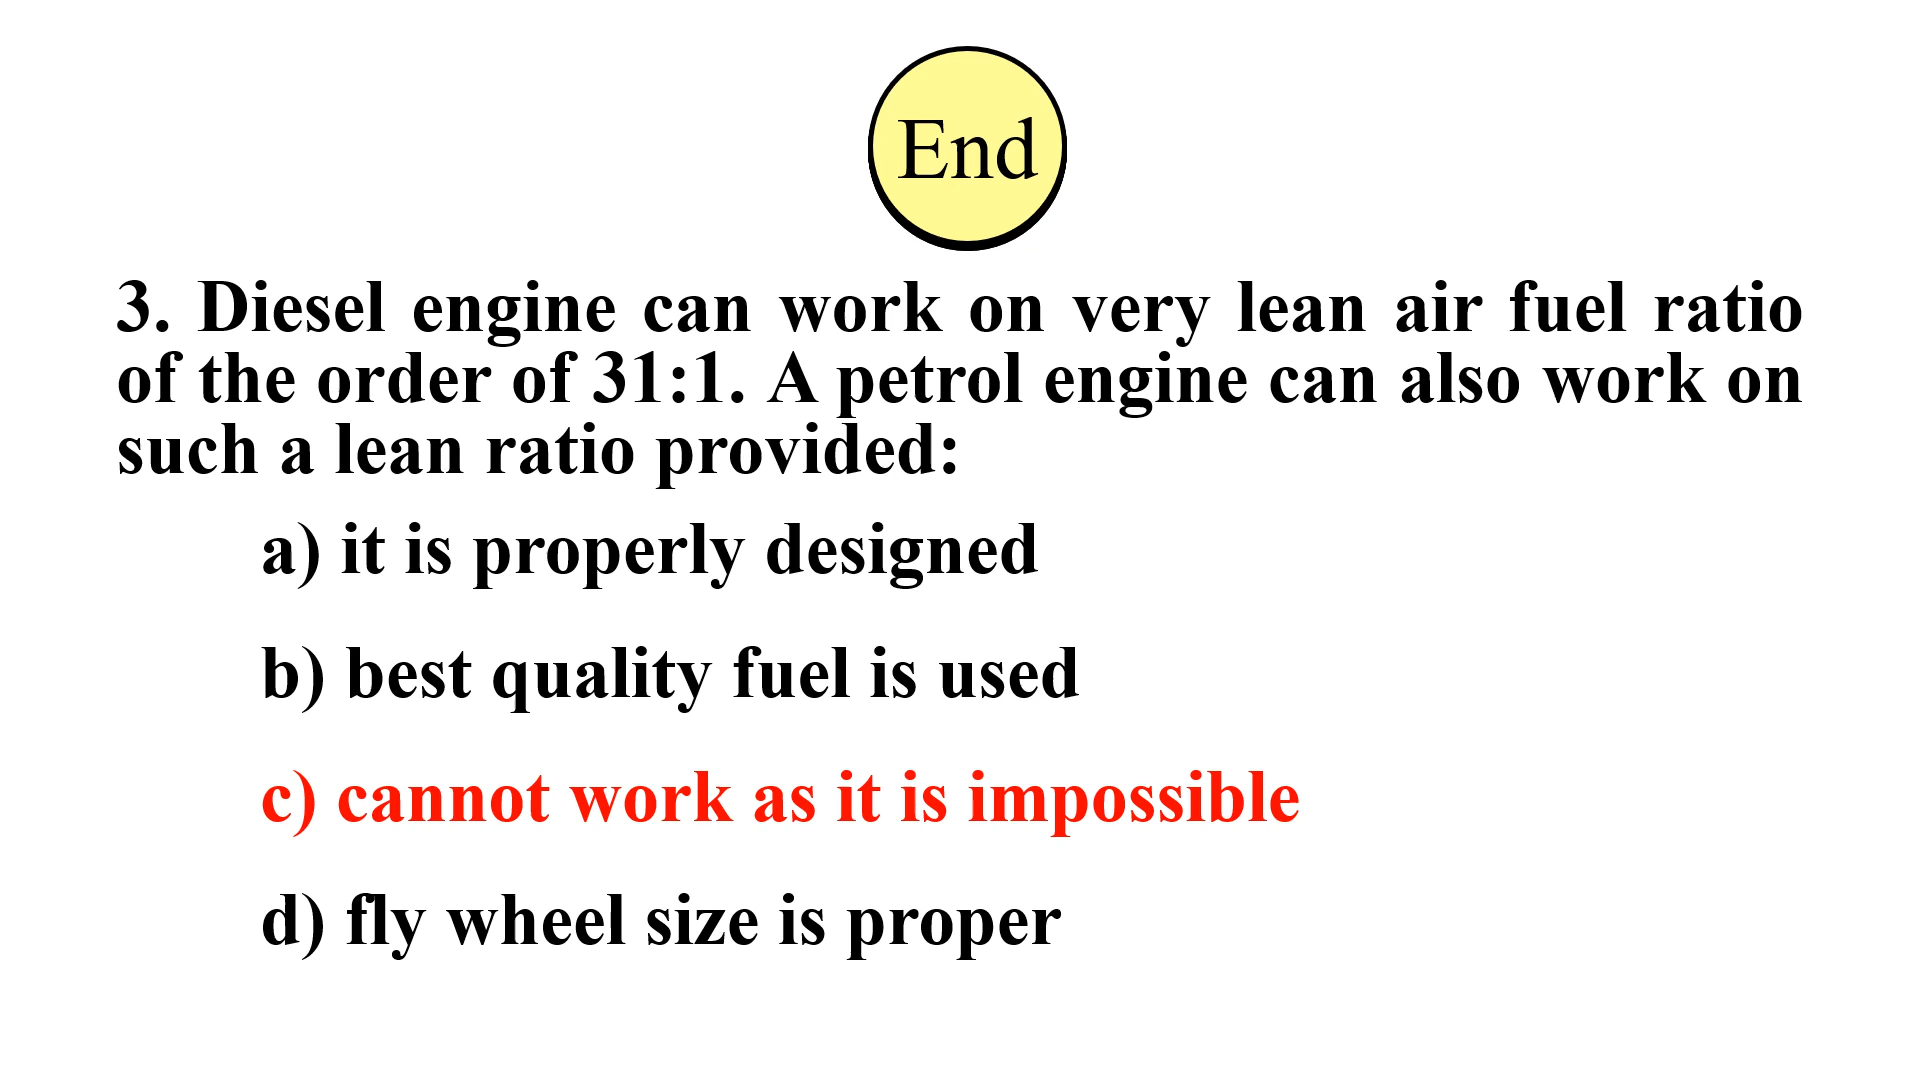 End
3. Diesel engine can work on very lean air fuel ratio
of the order of 31:1. A petrol engine can also work on
such a lean ratio provided:
a) it is properly designed
b) best quality fuel is used
c) cannot work as it is impossible
d) fly wheel size is proper